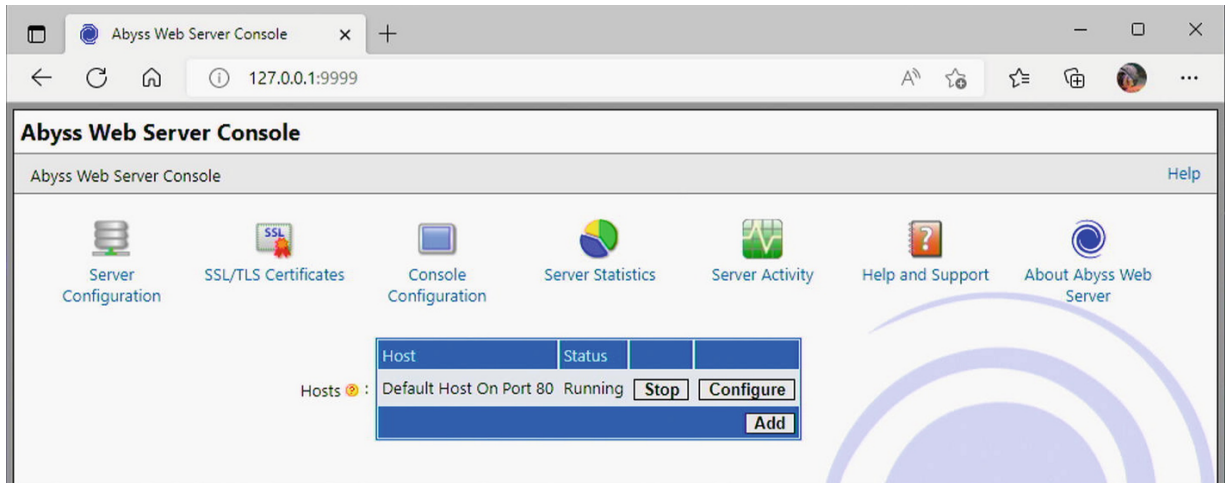 Abyss Web Server Console
127.0.0.1:9999
Abyss Web Server Console
Abyss Web Server Console
Help
SSL
Server
Configuration
SSL/TLS Certificates
Console
Configuration
Server Statistics
Server Activity
?
Help and Support
About Abyss Web
Server
Host Status
Hosts ? : Default Host On Port 80 Running Stop Configure
Add